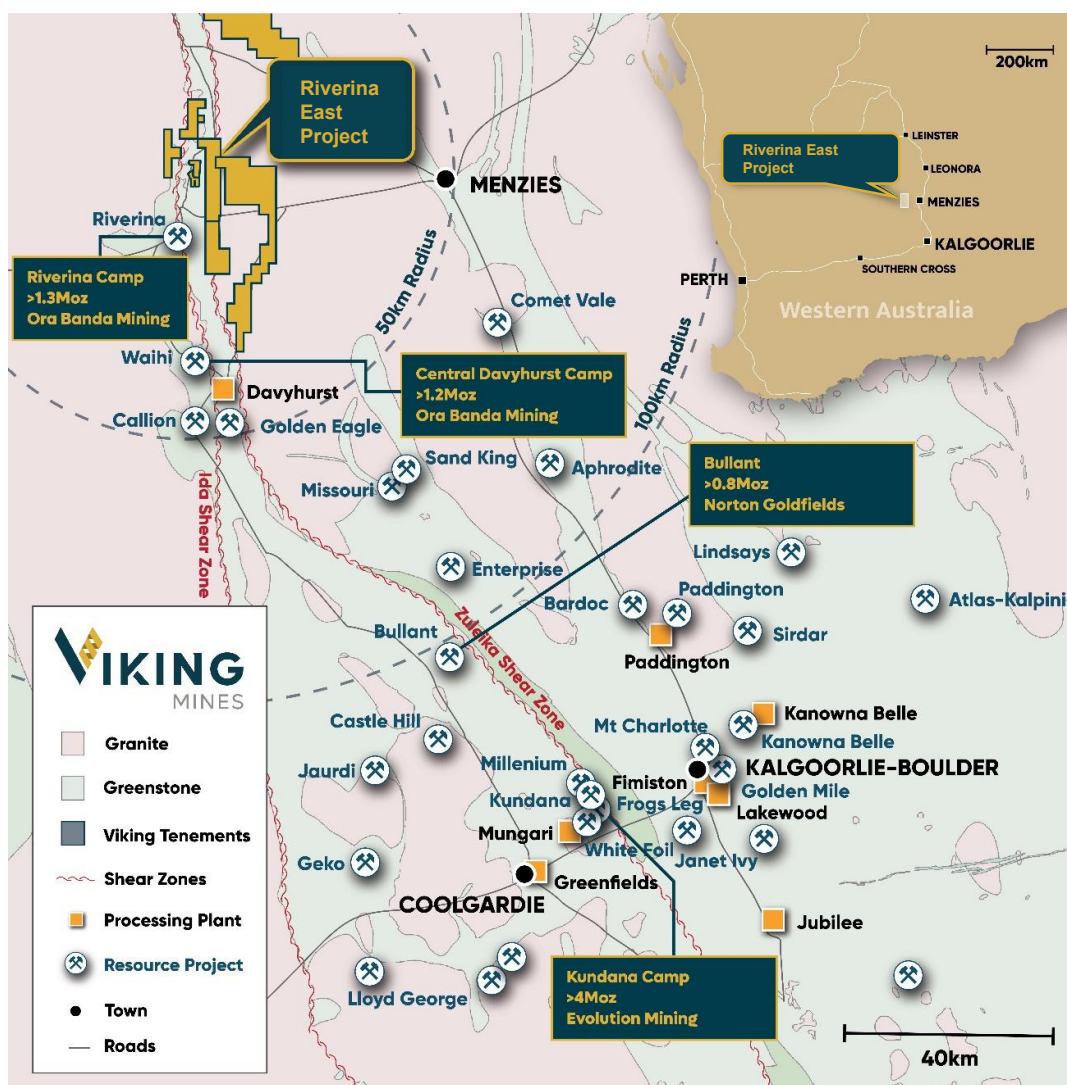 Riverina
East
Project
200km
LEINSTER
Riverina East
Project
LEONORA
MENZIES
KALGOORLIE
SOUTHERN CROSS
PERTH
Western Australia
MENZIES
Riverina
Riverina Camp
>1.3Moz
Ora Banda Mining
50km Radius
Comet Vale
100km Radius
Waihi
Central Davyhurst Camp
>1.2Moz
Ora Banda Mining
Davyhurst
Callion
Golden Eagle
Sand King
Missouri
Aphrodite
Bullant
>0.8Moz
Norton Goldfields
Ida Shear Zone
Lindsays
Enterprise
Paddington
Bardoc
Atlas-Kalpini
Sirdar
Zuleika Shear Zone
Bullant
Paddington
VIKING
MINES
Granite
Greenstone
Viking Tenements
Shear Zones
Processing Plant
Resource Project
Town
Roads
Castle Hill
Mt Charlotte
Kanowna Belle
Kanowna Belle
Jaurdi
Millenium
Fimiston
KALGOORLIE-BOULDER
Golden Mile
Kundana
Frogs Leg
Lakewood
Mungari
White Foil
Janet Ivy
Geko
Greenfields
COOLGARDIE
Jubilee
Lloyd George
Kundana Camp
>4Moz
Evolution Mining
40km